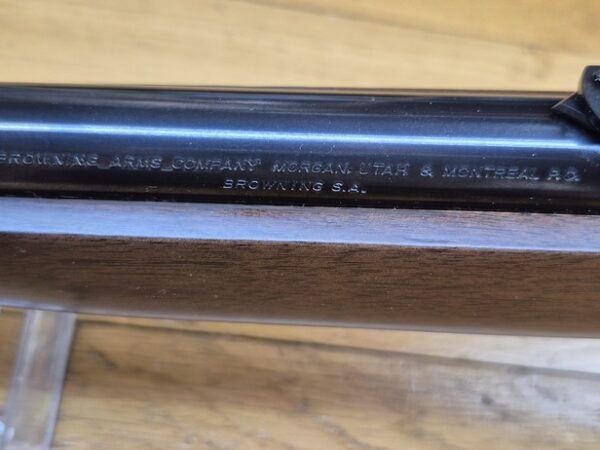 BROWNING ARMS COMPANY MORGAN, UTAH & MONTREAL P.Q.
BROWNING S.A.